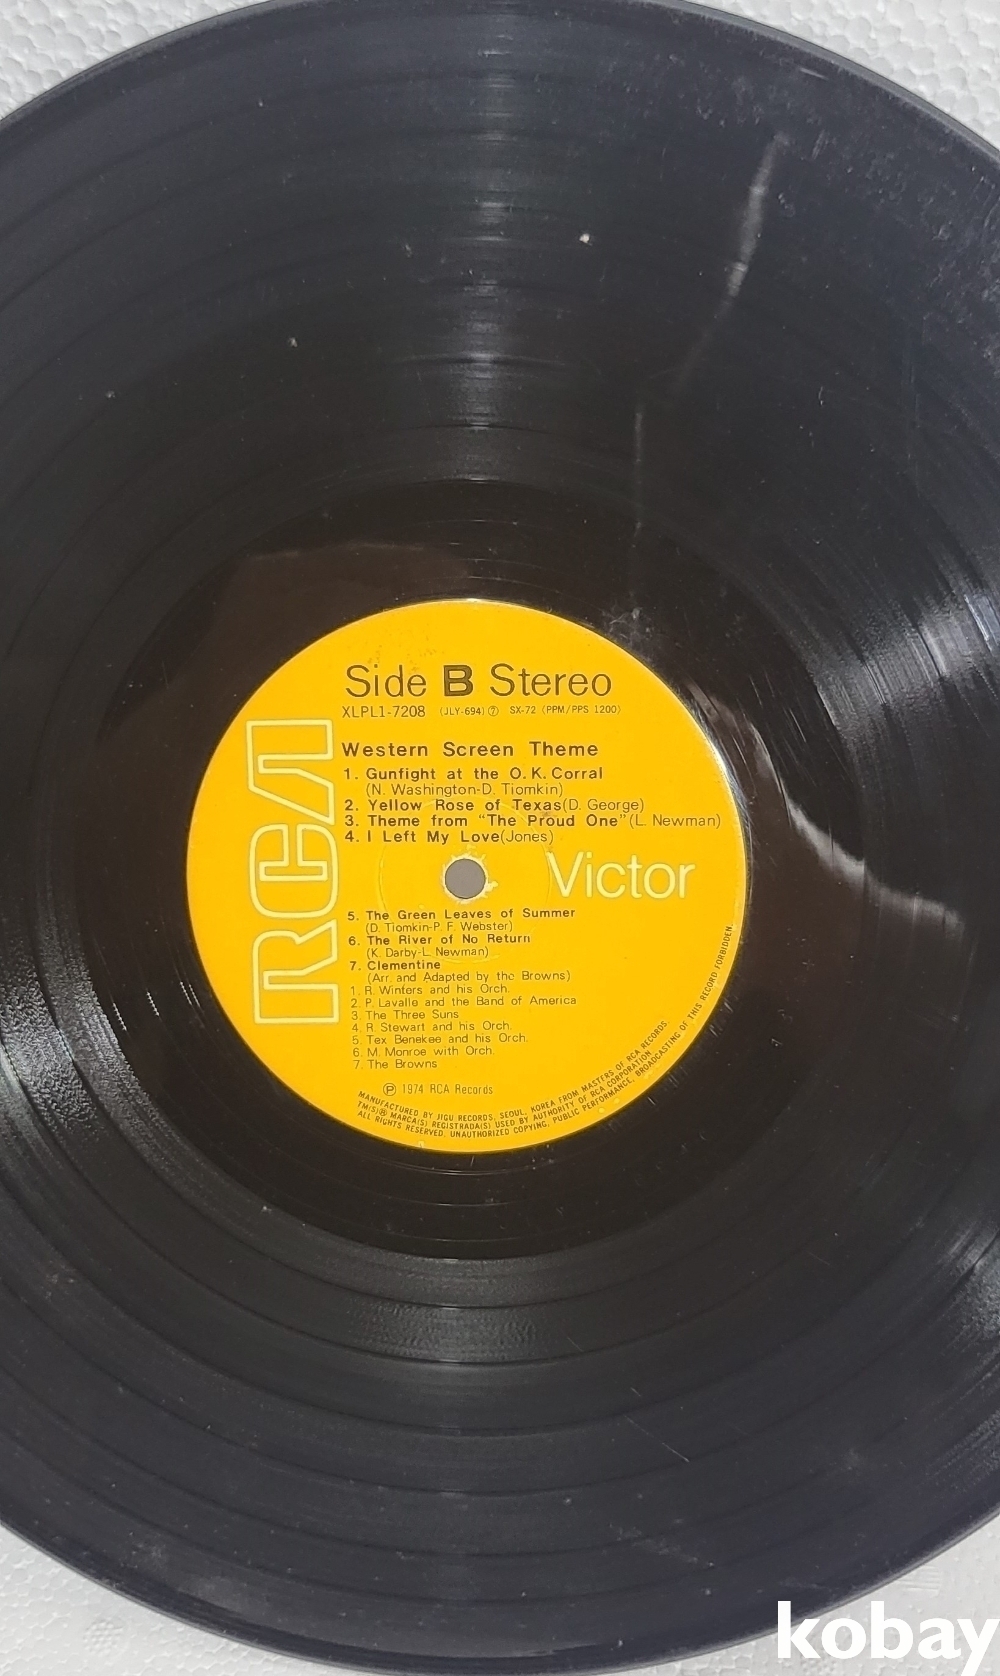 Side B Stereo
XLPL1-7208 (JLY-694)⑦ SX-72 (PPM/PPS 1200)
Western Screen Theme
1. Gunfight at the O.K.Corral
(N. Washington-D. Tiomkin)
2. Yellow Rose of Texas(D. George)
3. Theme from "The Proud One"(L. Newman)
4. I Left My Love(Jones)
RCA Victor
5. The Green Leaves of Summer
(D. Tiomkin-P. F. Webster)
6. The River of No Return
(K. Darby-L. Newman)
7. Clementine
(Arr. and Adapted by the Browns)
1. R. Winters and his Orch.
2. P. Lavalle and the Band of America
3. The Three Suns
4. R. Stewart and his Orch.
5. Tex Benekee and his Orch.
6. M. Monroe with Orch.
7. The Browns
Ⓟ 1974 RCA Records
MANUFACTURED BY JIGU RECORDS, SEOUL, KOREA FROM MASTERS OF RCA RECORDS
TM(S)® MARCA(S) REGISTRADA(S) USED BY AUTHORITY OF RCA CORPORATION
ALL RIGHTS RESERVED. UNAUTHORIZED COPYING, PUBLIC PERFORMANCE, BROADCASTING OF THIS RECORD FORBIDDEN.
kobay